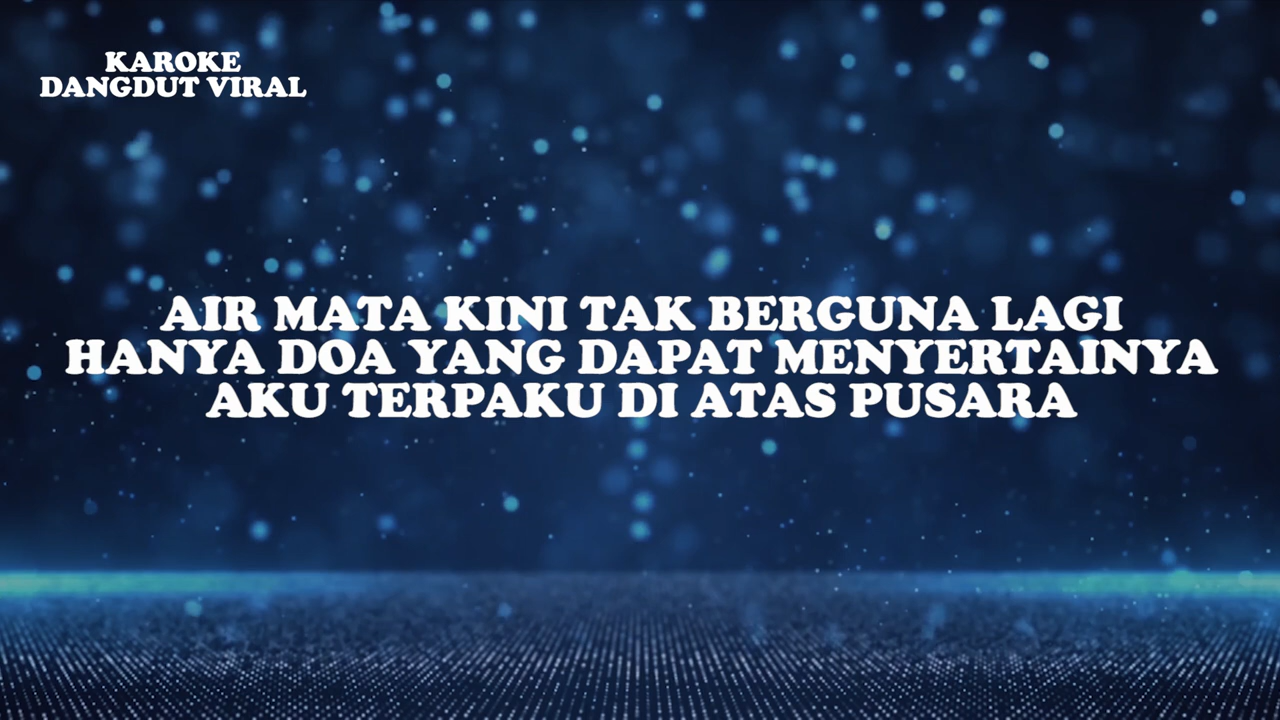 KAROKE
DANGDUT VIRAL
AIR MATA KINI TAK BERGUNA LAGI
HANYA DOA YANG DAPAT MENYERTAINYA
AKU TERPAKU DI ATAS PUSARA